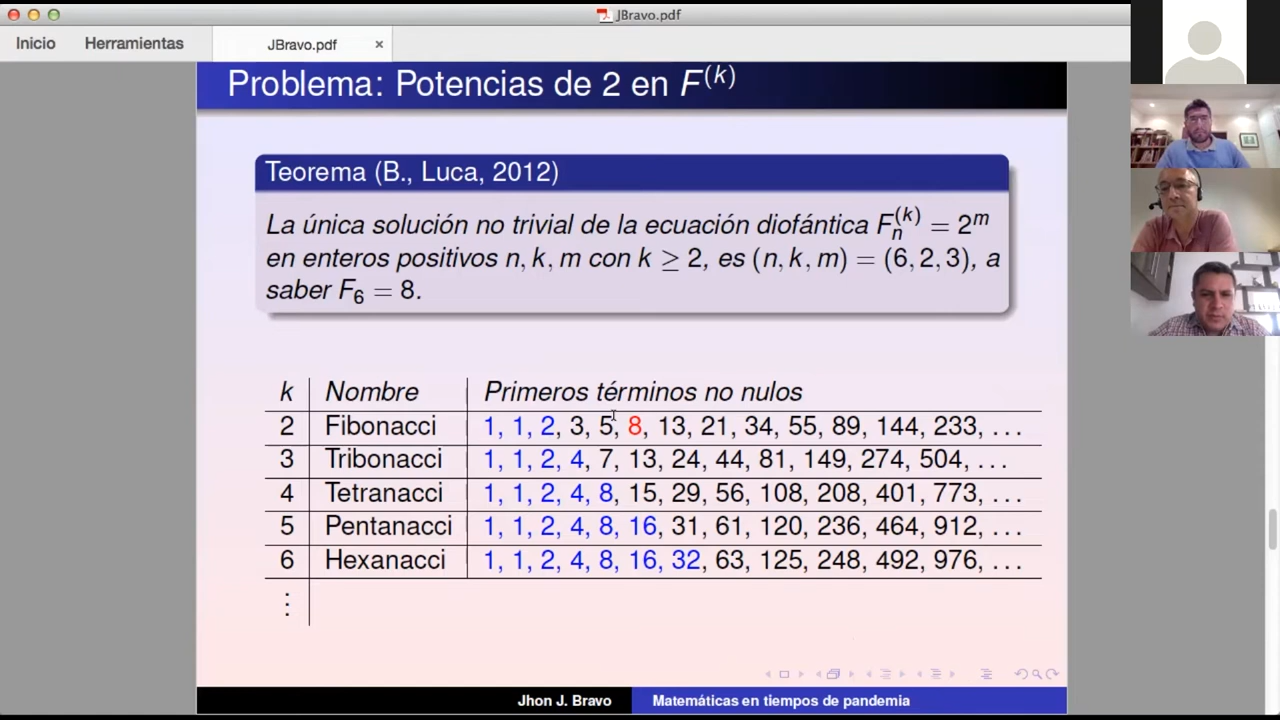 JBravo.pdf
Inicio Herramientas JBravo.pdf ×
Problema: Potencias de 2 en F^(k)
Teorema (B., Luca, 2012)
La única solución no trivial de la ecuación diofántica F_n^(k) = 2^m
en enteros positivos n, k, m con k ≥ 2, es (n, k, m) = (6, 2, 3), a
saber F_6 = 8.
k Nombre Primeros términos no nulos
2 Fibonacci 1, 1, 2, 3, 5, 8, 13, 21, 34, 55, 89, 144, 233, ...
3 Tribonacci 1, 1, 2, 4, 7, 13, 24, 44, 81, 149, 274, 504, ...
4 Tetranacci 1, 1, 2, 4, 8, 15, 29, 56, 108, 208, 401, 773, ...
5 Pentanacci 1, 1, 2, 4, 8, 16, 31, 61, 120, 236, 464, 912, ...
6 Hexanacci 1, 1, 2, 4, 8, 16, 32, 63, 125, 248, 492, 976, ...
⋮
Jhon J. Bravo Matemáticas en tiempos de pandemia